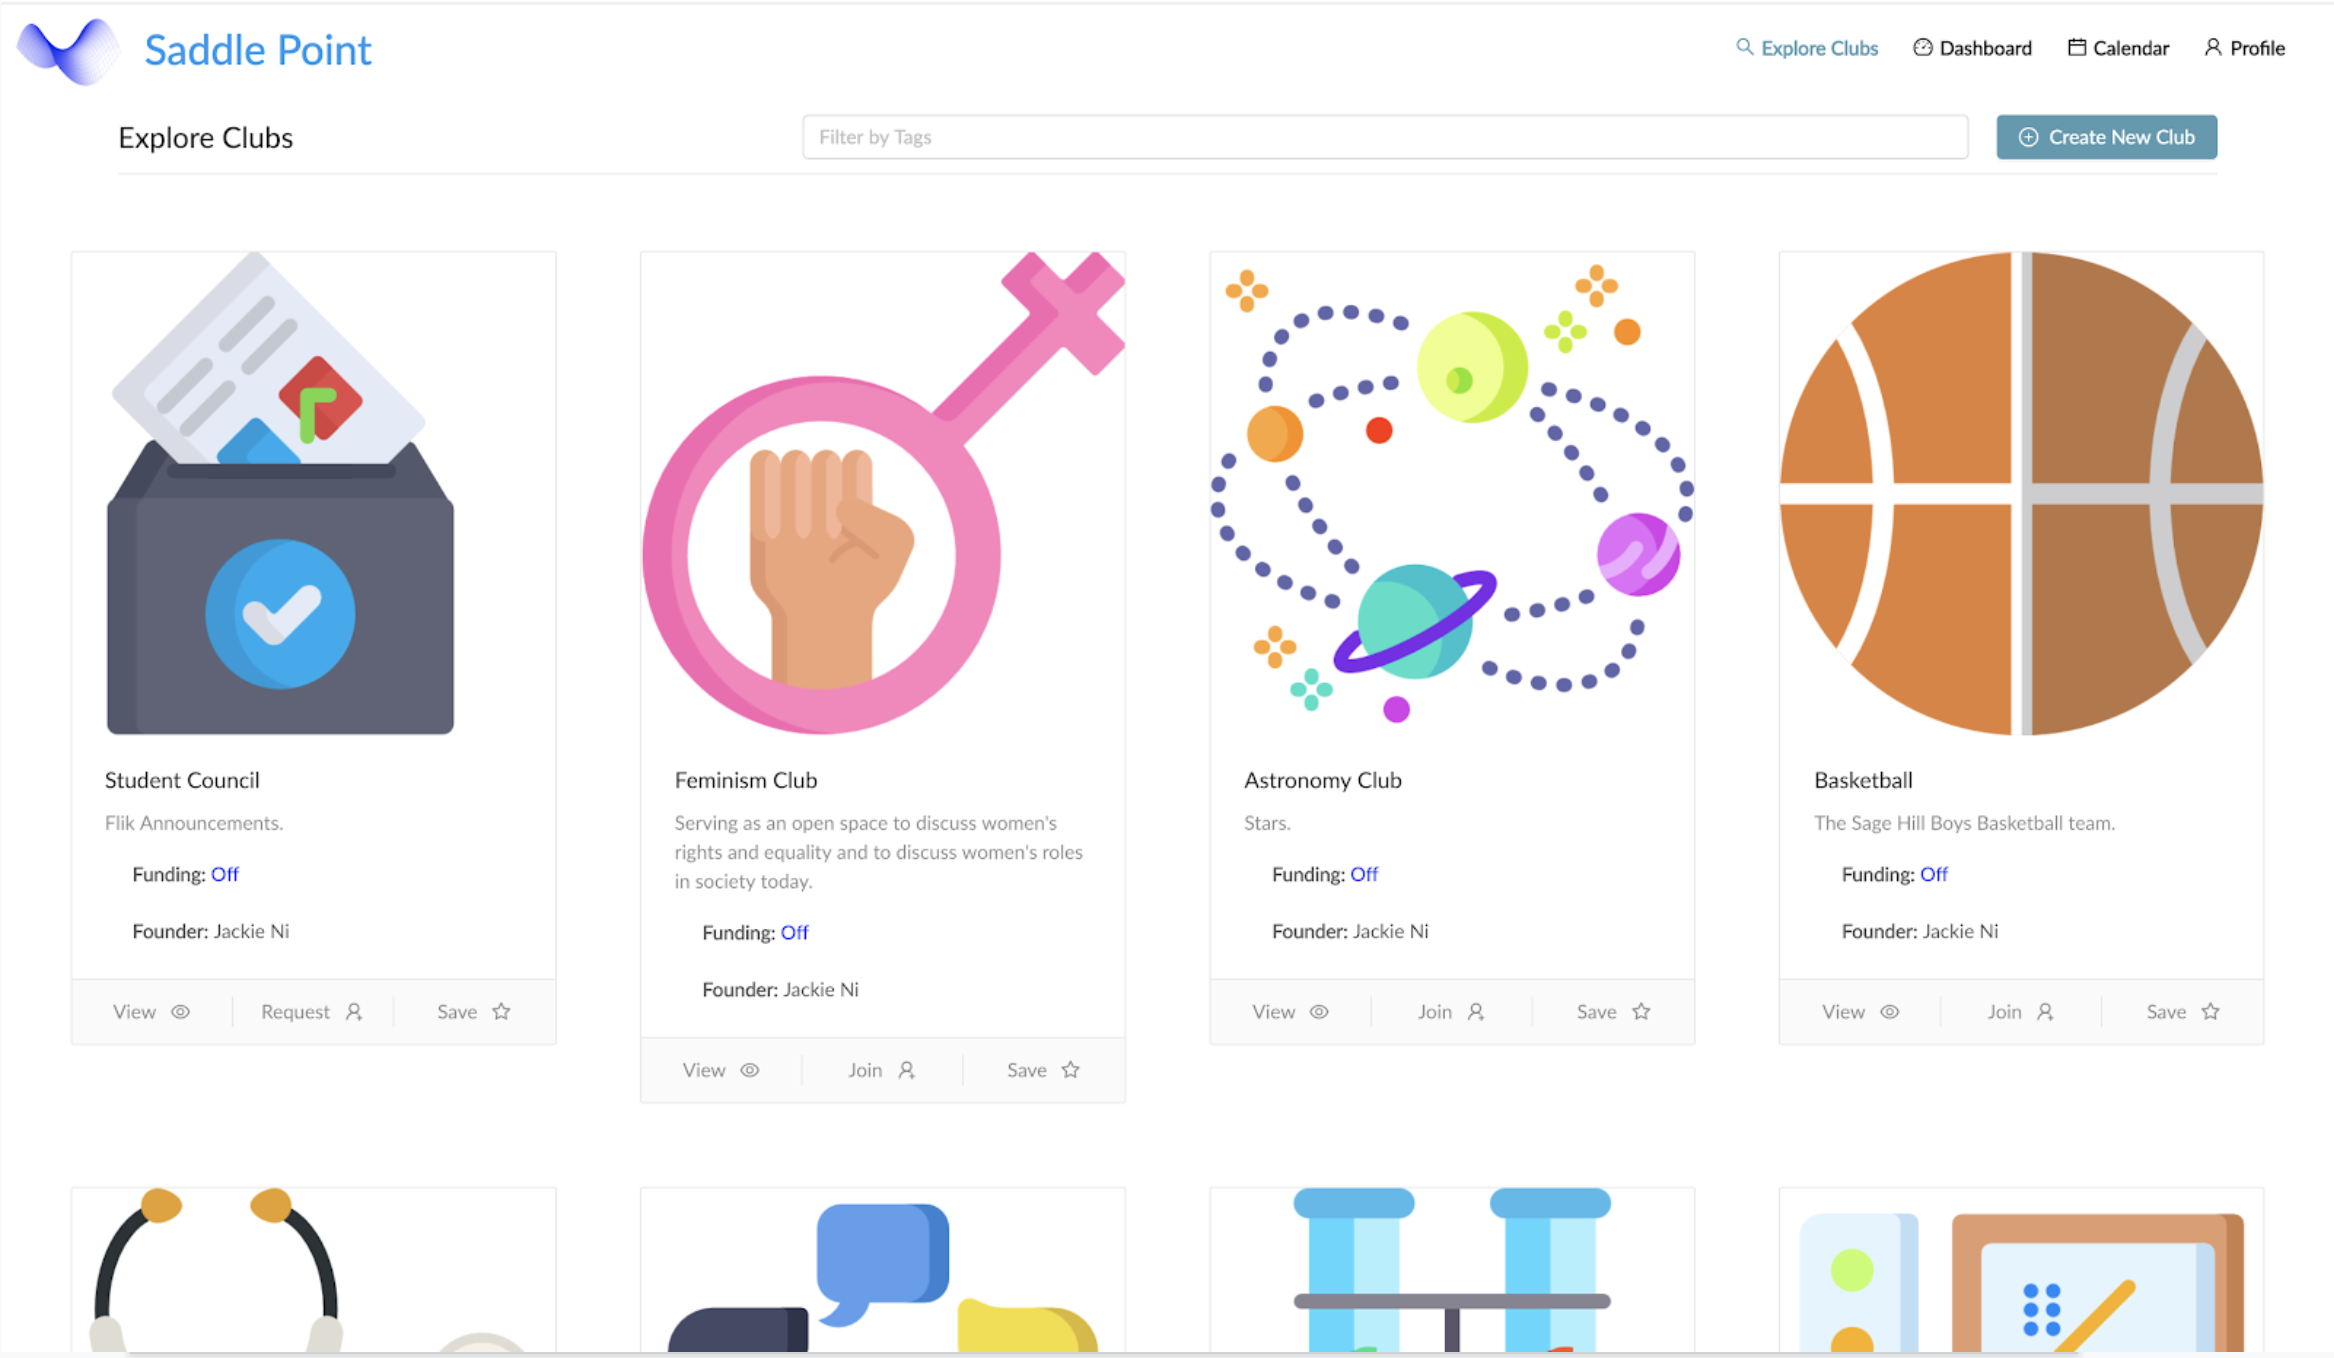 Saddle Point
Explore Clubs
Dashboard
Calendar
Profile
Explore Clubs
Filter by Tags
Create New Club
Student Council
Flik Announcements.
Funding: Off
Founder: Jackie Ni
View
Request
Save
Feminism Club
Serving as an open space to discuss women's
rights and equality and to discuss women's roles
in society today.
Funding: Off
Founder: Jackie Ni
View
Join
Save
Astronomy Club
Stars.
Funding: Off
Founder: Jackie Ni
View
Join
Save
Basketball
The Sage Hill Boys Basketball team.
Funding: Off
Founder: Jackie Ni
View
Join
Save